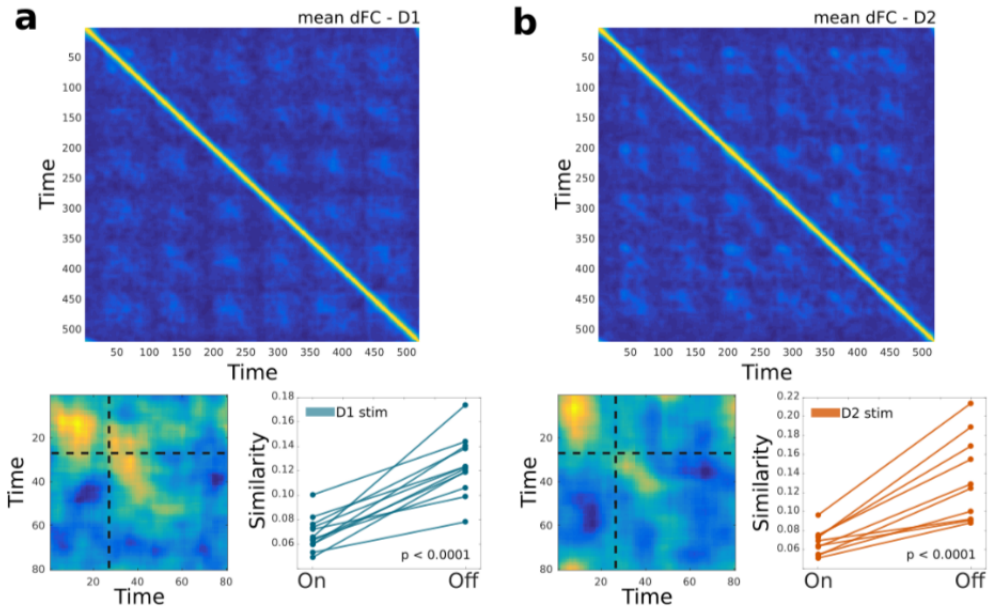 a
mean dFC - D1
50
100
150
200
250
300
350
400
450
500
Time
50 100 150 200 250 300 350 400 450 500
Time
20
40
60
80
Time
20 40 60 80
Time
0.18
0.16
0.14
0.12
0.10
0.08
0.06
Similarity
D1 stim
p < 0.0001
On Off
b
mean dFC - D2
50
100
150
200
250
300
350
400
450
500
Time
50 100 150 200 250 300 350 400 450 500
Time
20
40
60
80
Time
20 40 60 80
Time
0.22
0.20
0.18
0.16
0.14
0.12
0.10
0.08
0.06
Similarity
D2 stim
p < 0.0001
On Off